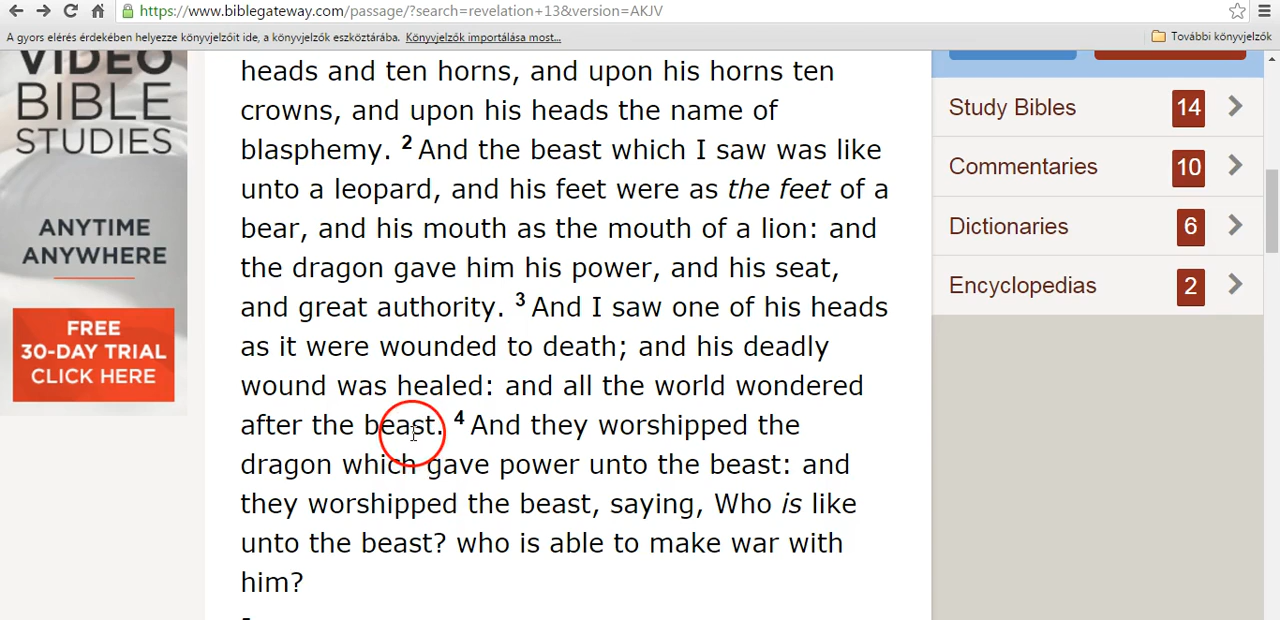 https://www.biblegateway.com/passage/?search=revelation+13&version=AKJV
A gyors elérés érdekében helyezze könyvjelzőit ide, a könyvjelzők eszköztárába. Könyvjelzők importálása most...
További könyvjelzők
VIDEO
BIBLE
STUDIES
ANYTIME
ANYWHERE
FREE
30-DAY TRIAL
CLICK HERE
heads and ten horns, and upon his horns ten
crowns, and upon his heads the name of
blasphemy. 2 And the beast which I saw was like
unto a leopard, and his feet were as the feet of a
bear, and his mouth as the mouth of a lion: and
the dragon gave him his power, and his seat,
and great authority. 3 And I saw one of his heads
as it were wounded to death; and his deadly
wound was healed: and all the world wondered
after the beast. 4 And they worshipped the
dragon which gave power unto the beast: and
they worshipped the beast, saying, Who is like
unto the beast? who is able to make war with
him?
Study Bibles 14
Commentaries 10
Dictionaries 6
Encyclopedias 2